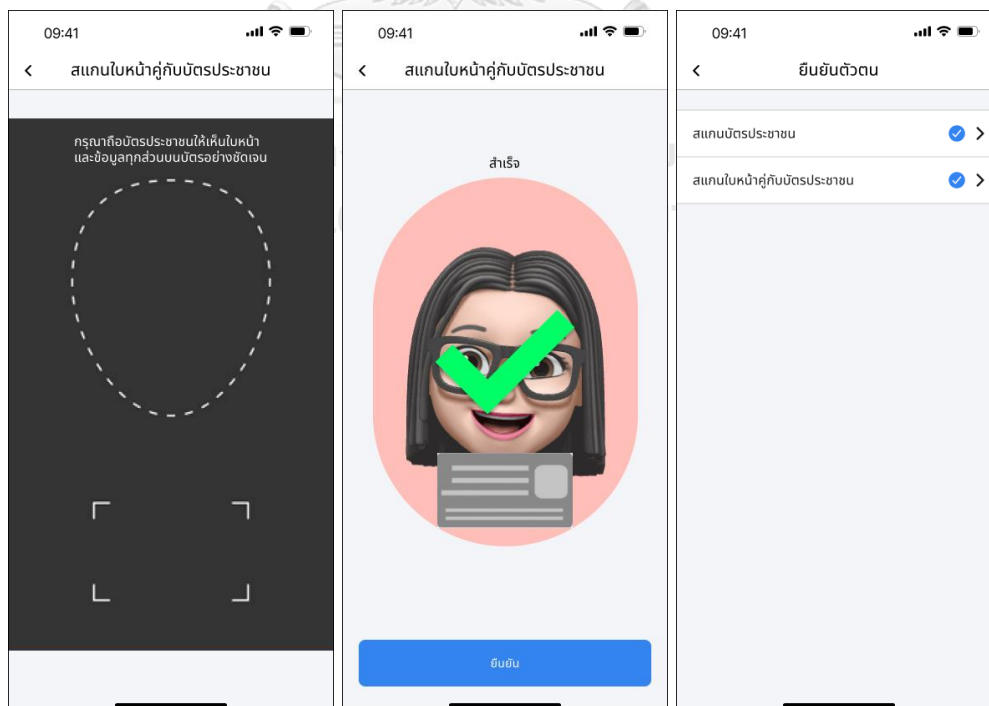 09:41
สแกนใบหน้าคู่กับบัตรประชาชน
กรุณาถือบัตรประชาชนให้เห็นใบหน้า
และข้อมูลทุกส่วนบนบัตรอย่างชัดเจน
09:41
สแกนใบหน้าคู่กับบัตรประชาชน
สำเร็จ
ยืนยัน
09:41
ยืนยันตัวตน
สแกนบัตรประชาชน
สแกนใบหน้าคู่กับบัตรประชาชน